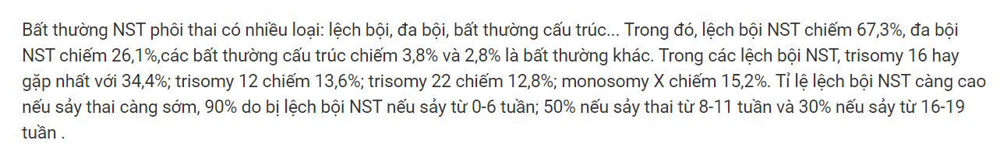 Bất thường NST phôi thai có nhiều loại: lệch bội, đa bội, bất thường cấu trúc... Trong đó, lệch bội NST chiếm 67,3%, đa bội
NST chiếm 26,1%,các bất thường cấu trúc chiếm 3,8% và 2,8% là bất thường khác. Trong các lệch bội NST, trisomy 16 hay
gặp nhất với 34,4%; trisomy 12 chiếm 13,6%; trisomy 22 chiếm 12,8%; monosomy X chiếm 15,2%. Tỉ lệ lệch bội NST càng cao
nếu sảy thai càng sớm, 90% do bị lệch bội NST nếu sảy từ 0-6 tuần; 50% nếu sảy thai từ 8-11 tuần và 30% nếu sảy từ 16-19
tuần .